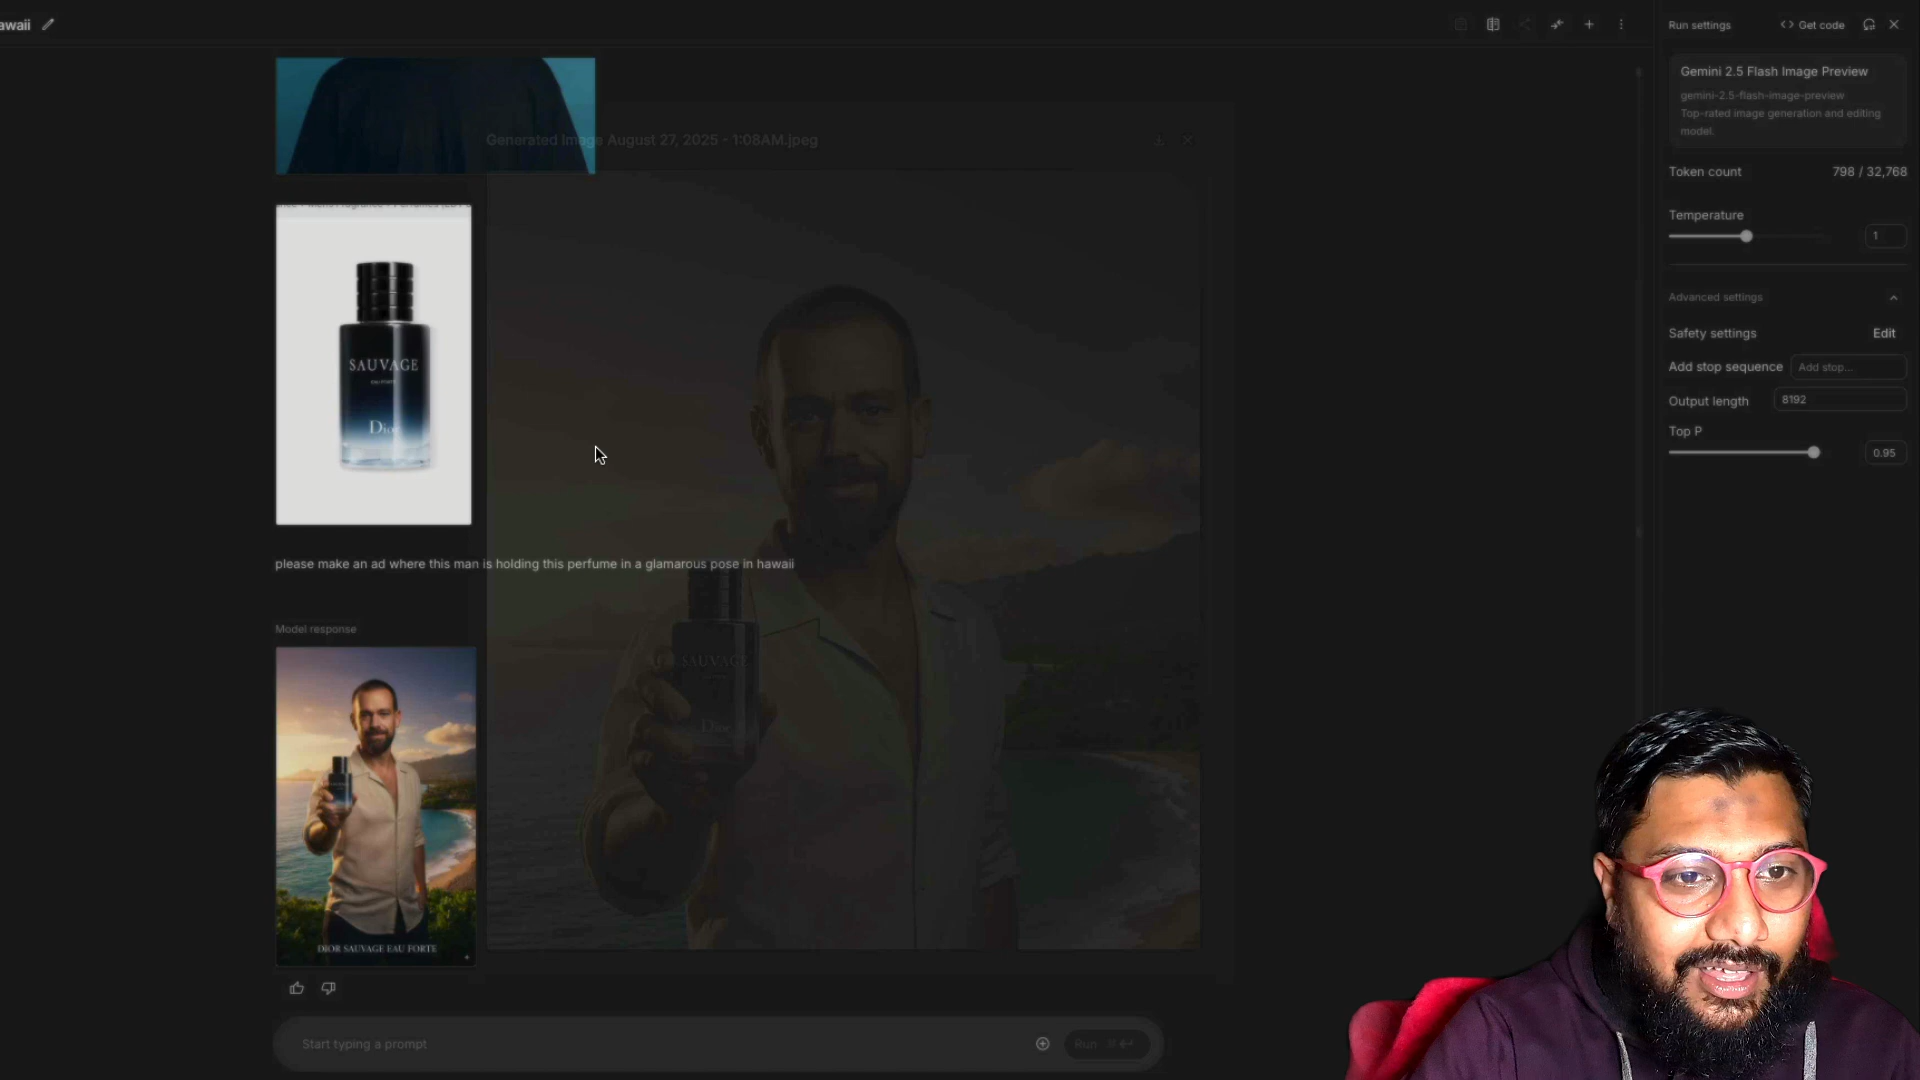 awaii
Generated Image August 27, 2025 - 1:08AM.jpeg
SAUVAGE
Dior
please make an ad where this man is holding this perfume in a glamarous pose in hawaii
SAUVAGE
Dior
Model response
DIOR SAUVAGE EAU FORTE
Start typing a prompt
Run
Run settings
Get code
Gemini 2.5 Flash Image Preview
gemini-2.5-flash-image-preview
Top-rated image generation and editing
model.
Token count 798 / 32,768
Temperature
1
Advanced settings
Safety settings Edit
Add stop sequence Add stop...
Output length 8192
Top P
0.95